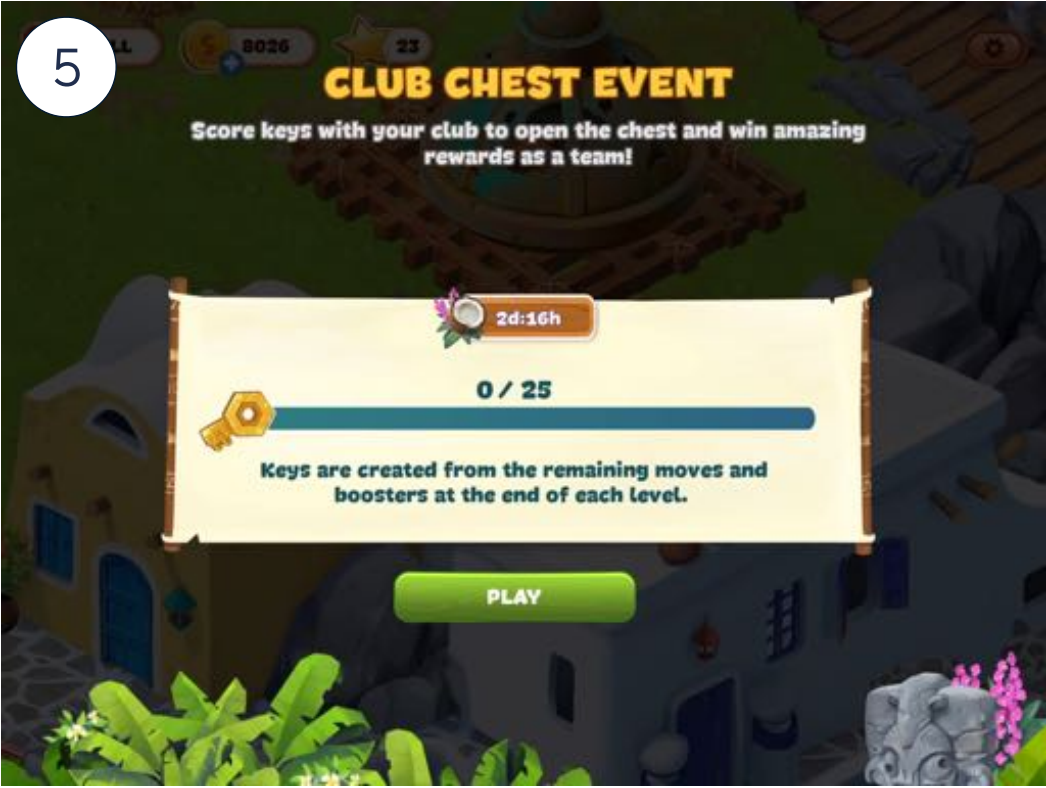 5
8026
23
CLUB CHEST EVENT
Score keys with your club to open the chest and win amazing
rewards as a team!
2d:16h
0 / 25
Keys are created from the remaining moves and
boosters at the end of each level.
PLAY